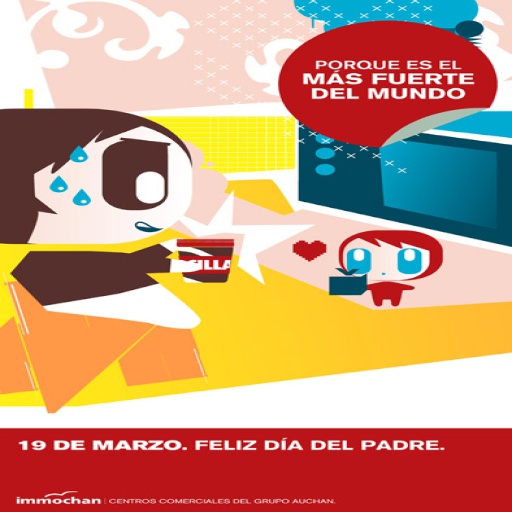 PORQUE ES EL
MÁS FUERTE
DEL MUNDO
ILLA
19 DE MARZO. FELIZ DÍA DEL PADRE.
immochan | CENTROS COMERCIALES DEL GRUPO AUCHAN.